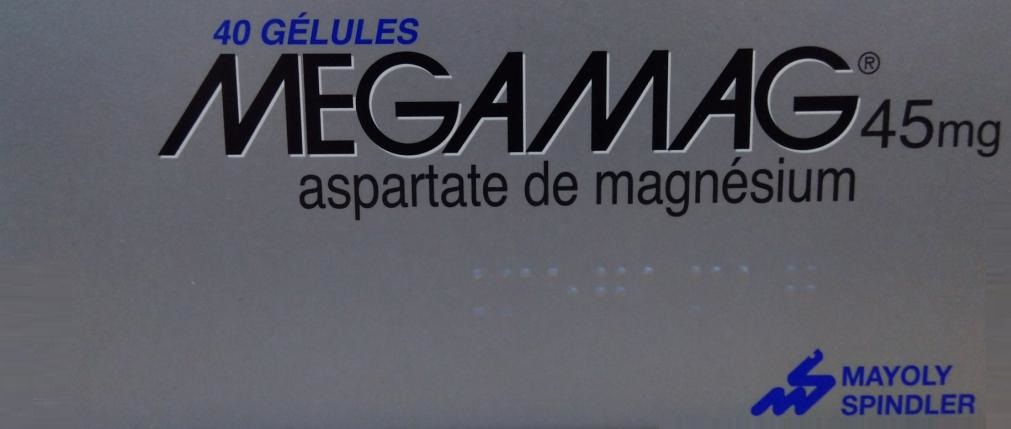 40 GÉLULES
MEGAMAG® 45mg
aspartate de magnésium
MAYOLY
SPINDLER